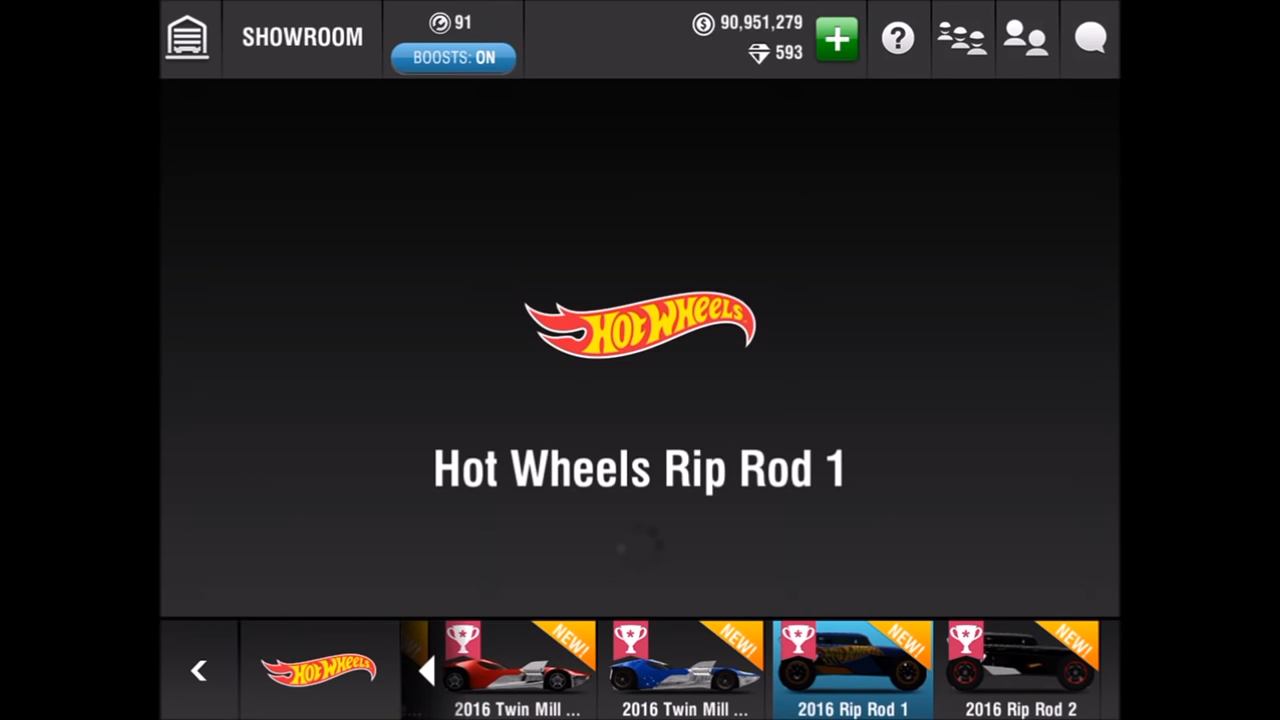 SHOWROOM
91
BOOSTS: ON
90,951,279
593
+
?
HOT WHEELS
Hot Wheels Rip Rod 1
<
HOT WHEELS
NEW!
NEW!
NEW!
NEW!
...
2016 Twin Mill ...
2016 Twin Mill ...
2016 Rip Rod 1
2016 Rip Rod 2